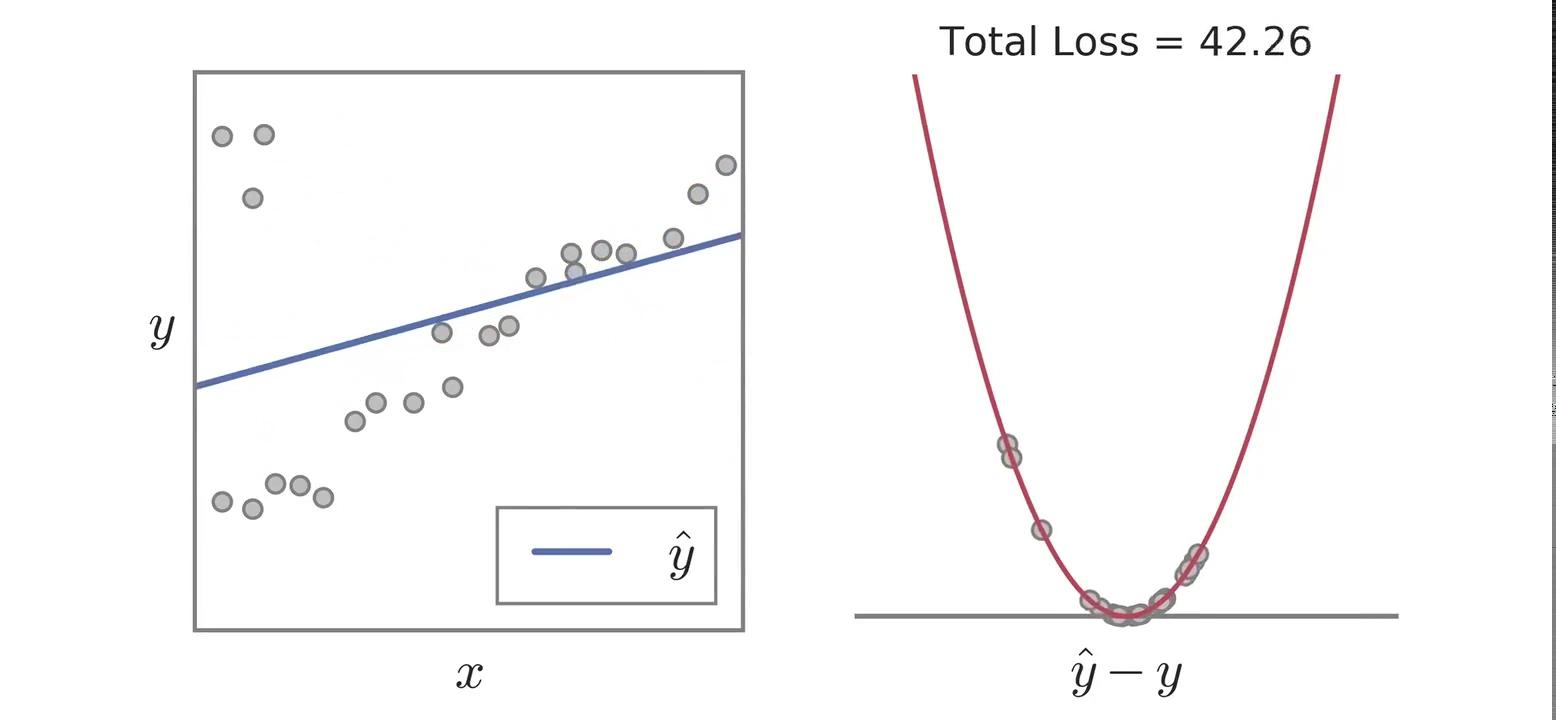 Total Loss = 42.26
y
ŷ
x
ŷ − y